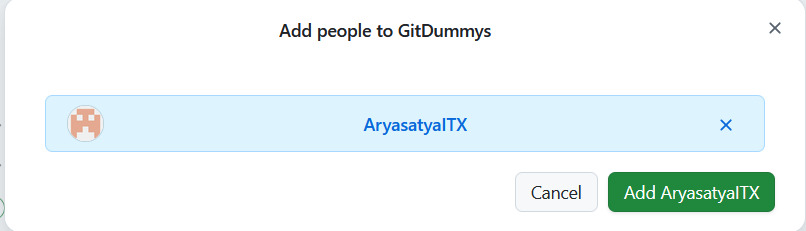 Add people to GitDummys
AryasatyaITX
Cancel
Add AryasatyaITX